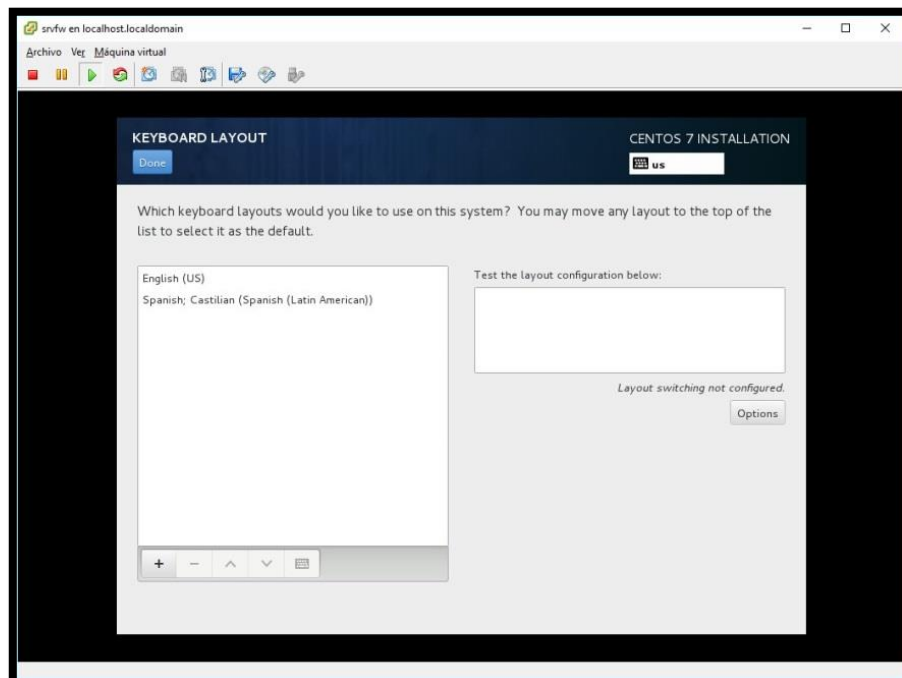 srvfw en localhost.localdomain
Archivo Ver Máquina virtual
KEYBOARD LAYOUT
CENTOS 7 INSTALLATION
Done
us
Which keyboard layouts would you like to use on this system? You may move any layout to the top of the
list to select it as the default.
English (US)
Spanish; Castilian (Spanish (Latin American))
Test the layout configuration below:
Layout switching not configured.
Options